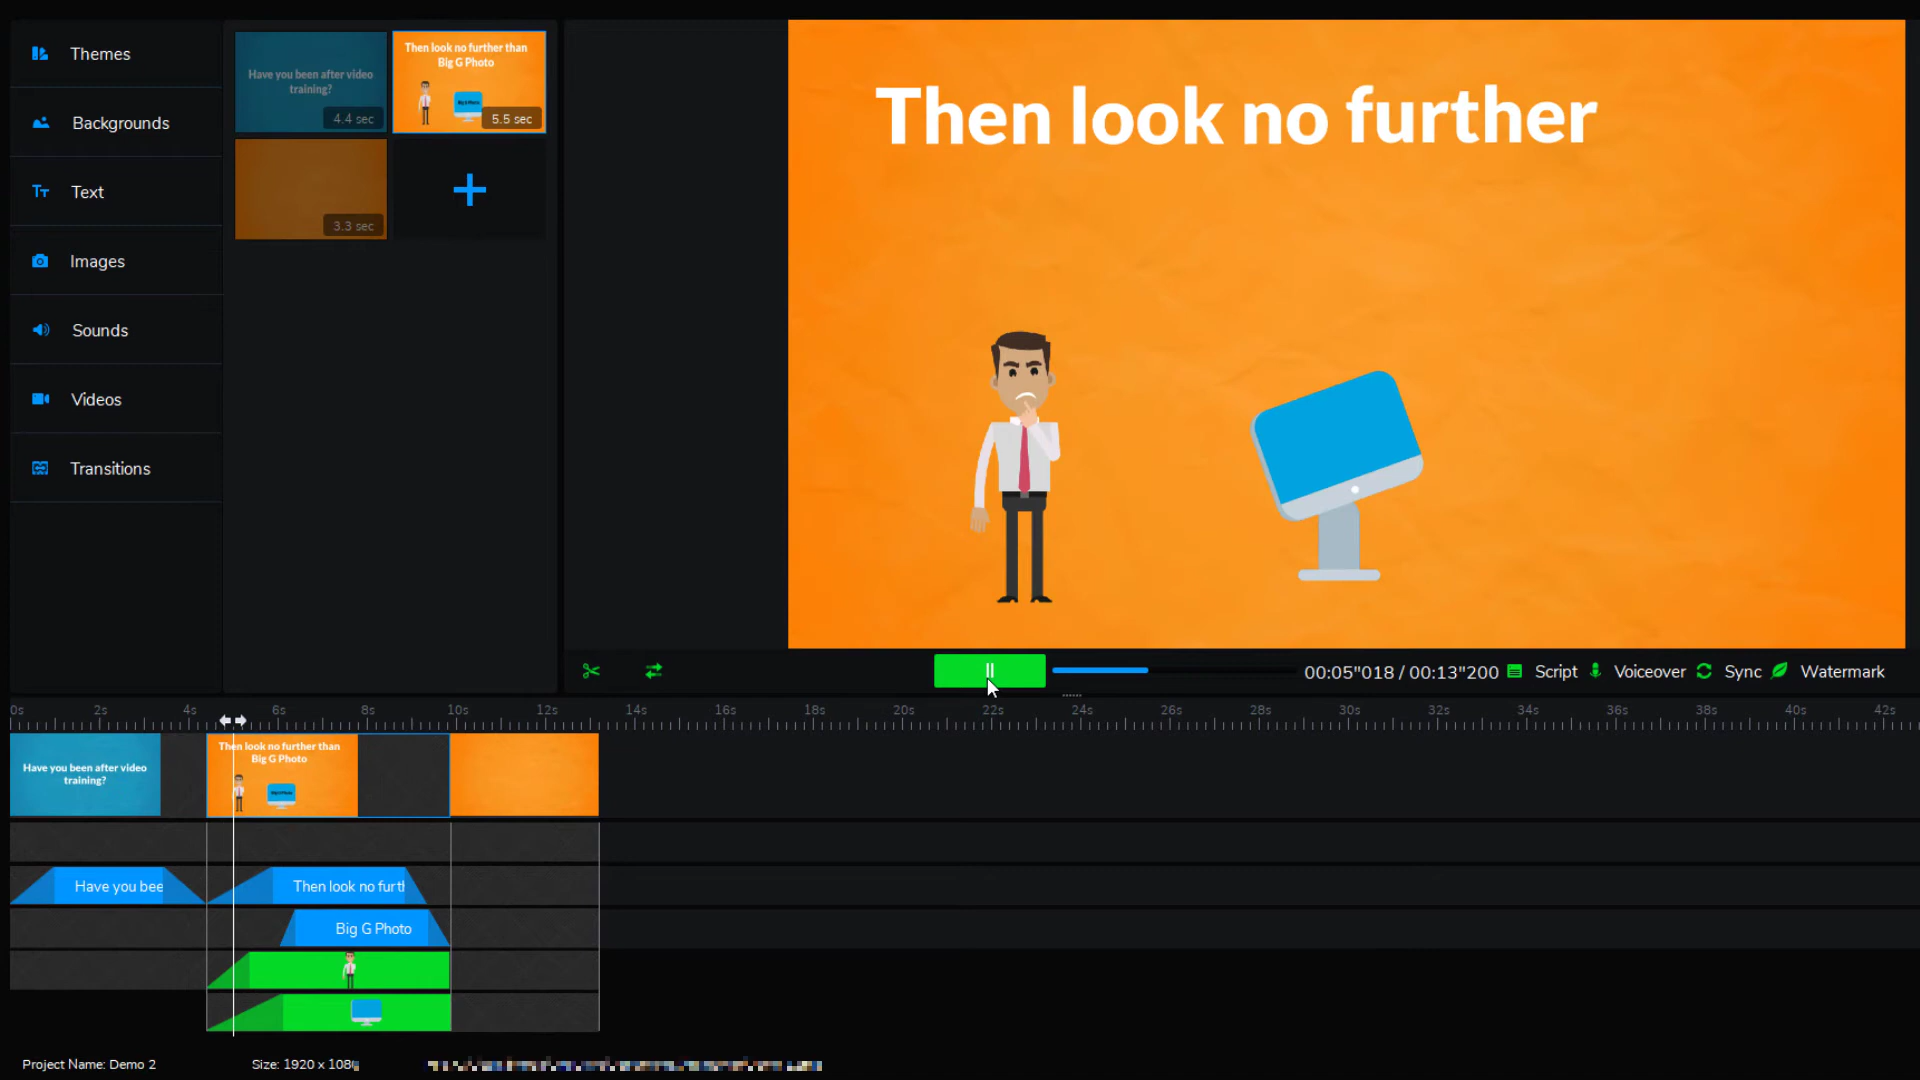 Themes
Backgrounds
Text
Images
Sounds
Videos
Transitions
Have you been after video
training?
4.4 sec
Then look no further than
Big G Photo
5.5 sec
3.3 sec
Then look no further
00:05"018 / 00:13"200
Script
Voiceover
Sync
Watermark
0s 2s 4s 6s 8s 10s 12s 14s 16s 18s 20s 22s 24s 26s 28s 30s 32s 34s 36s 38s 40s 42s
Have you been after video
training?
Then look no further than
Big G Photo
Have you bee
Then look no furtl
Big G Photo
Project Name: Demo 2
Size: 1920 x 108